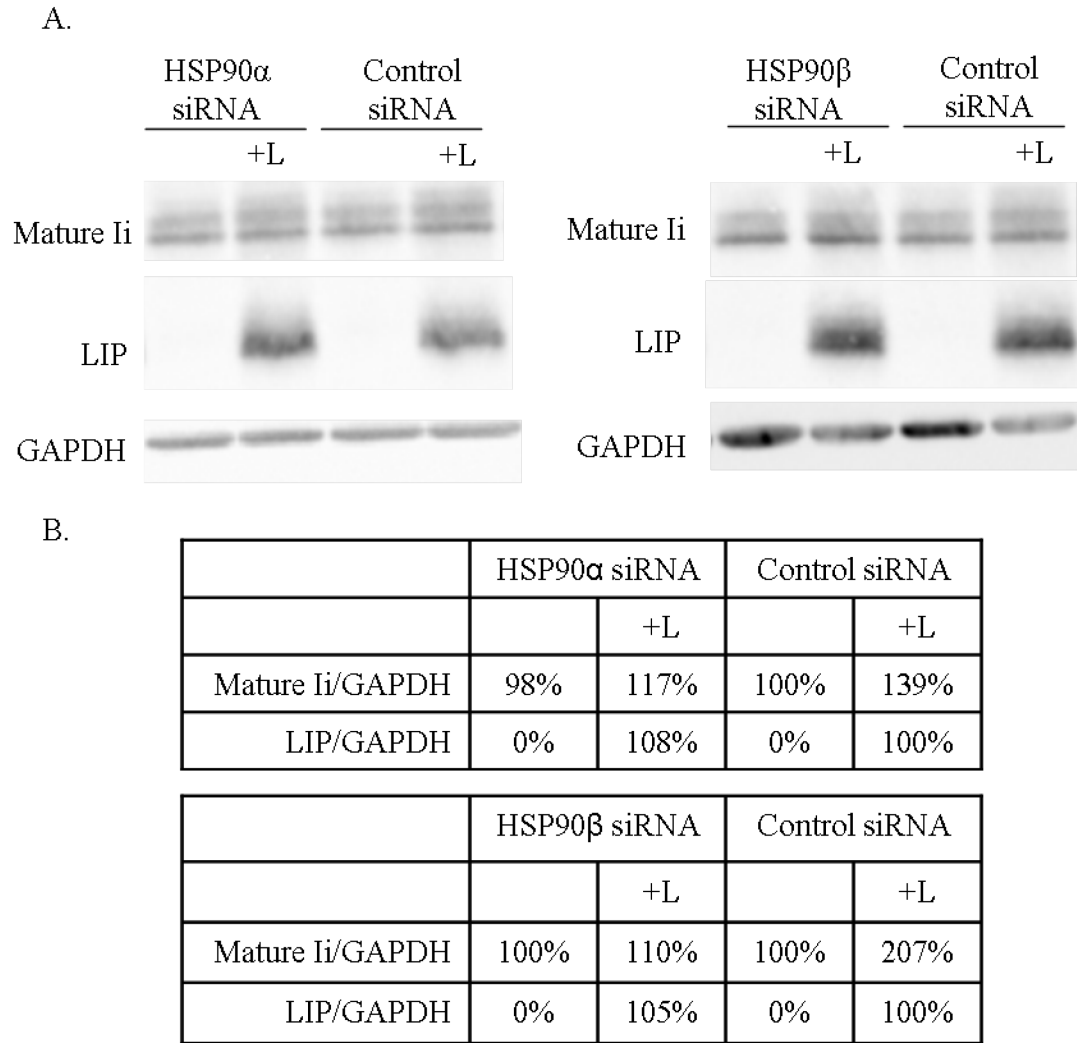 A.
HSP90α Control HSP90β Control
siRNA siRNA siRNA siRNA
+L +L +L +L
Mature Ii Mature Ii
LIP LIP
GAPDH GAPDH
B.
HSP90α siRNA Control siRNA
+L +L
Mature Ii/GAPDH 98% 117% 100% 139%
LIP/GAPDH 0% 108% 0% 100%
HSP90β siRNA Control siRNA
+L +L
Mature Ii/GAPDH 100% 110% 100% 207%
LIP/GAPDH 0% 105% 0% 100%